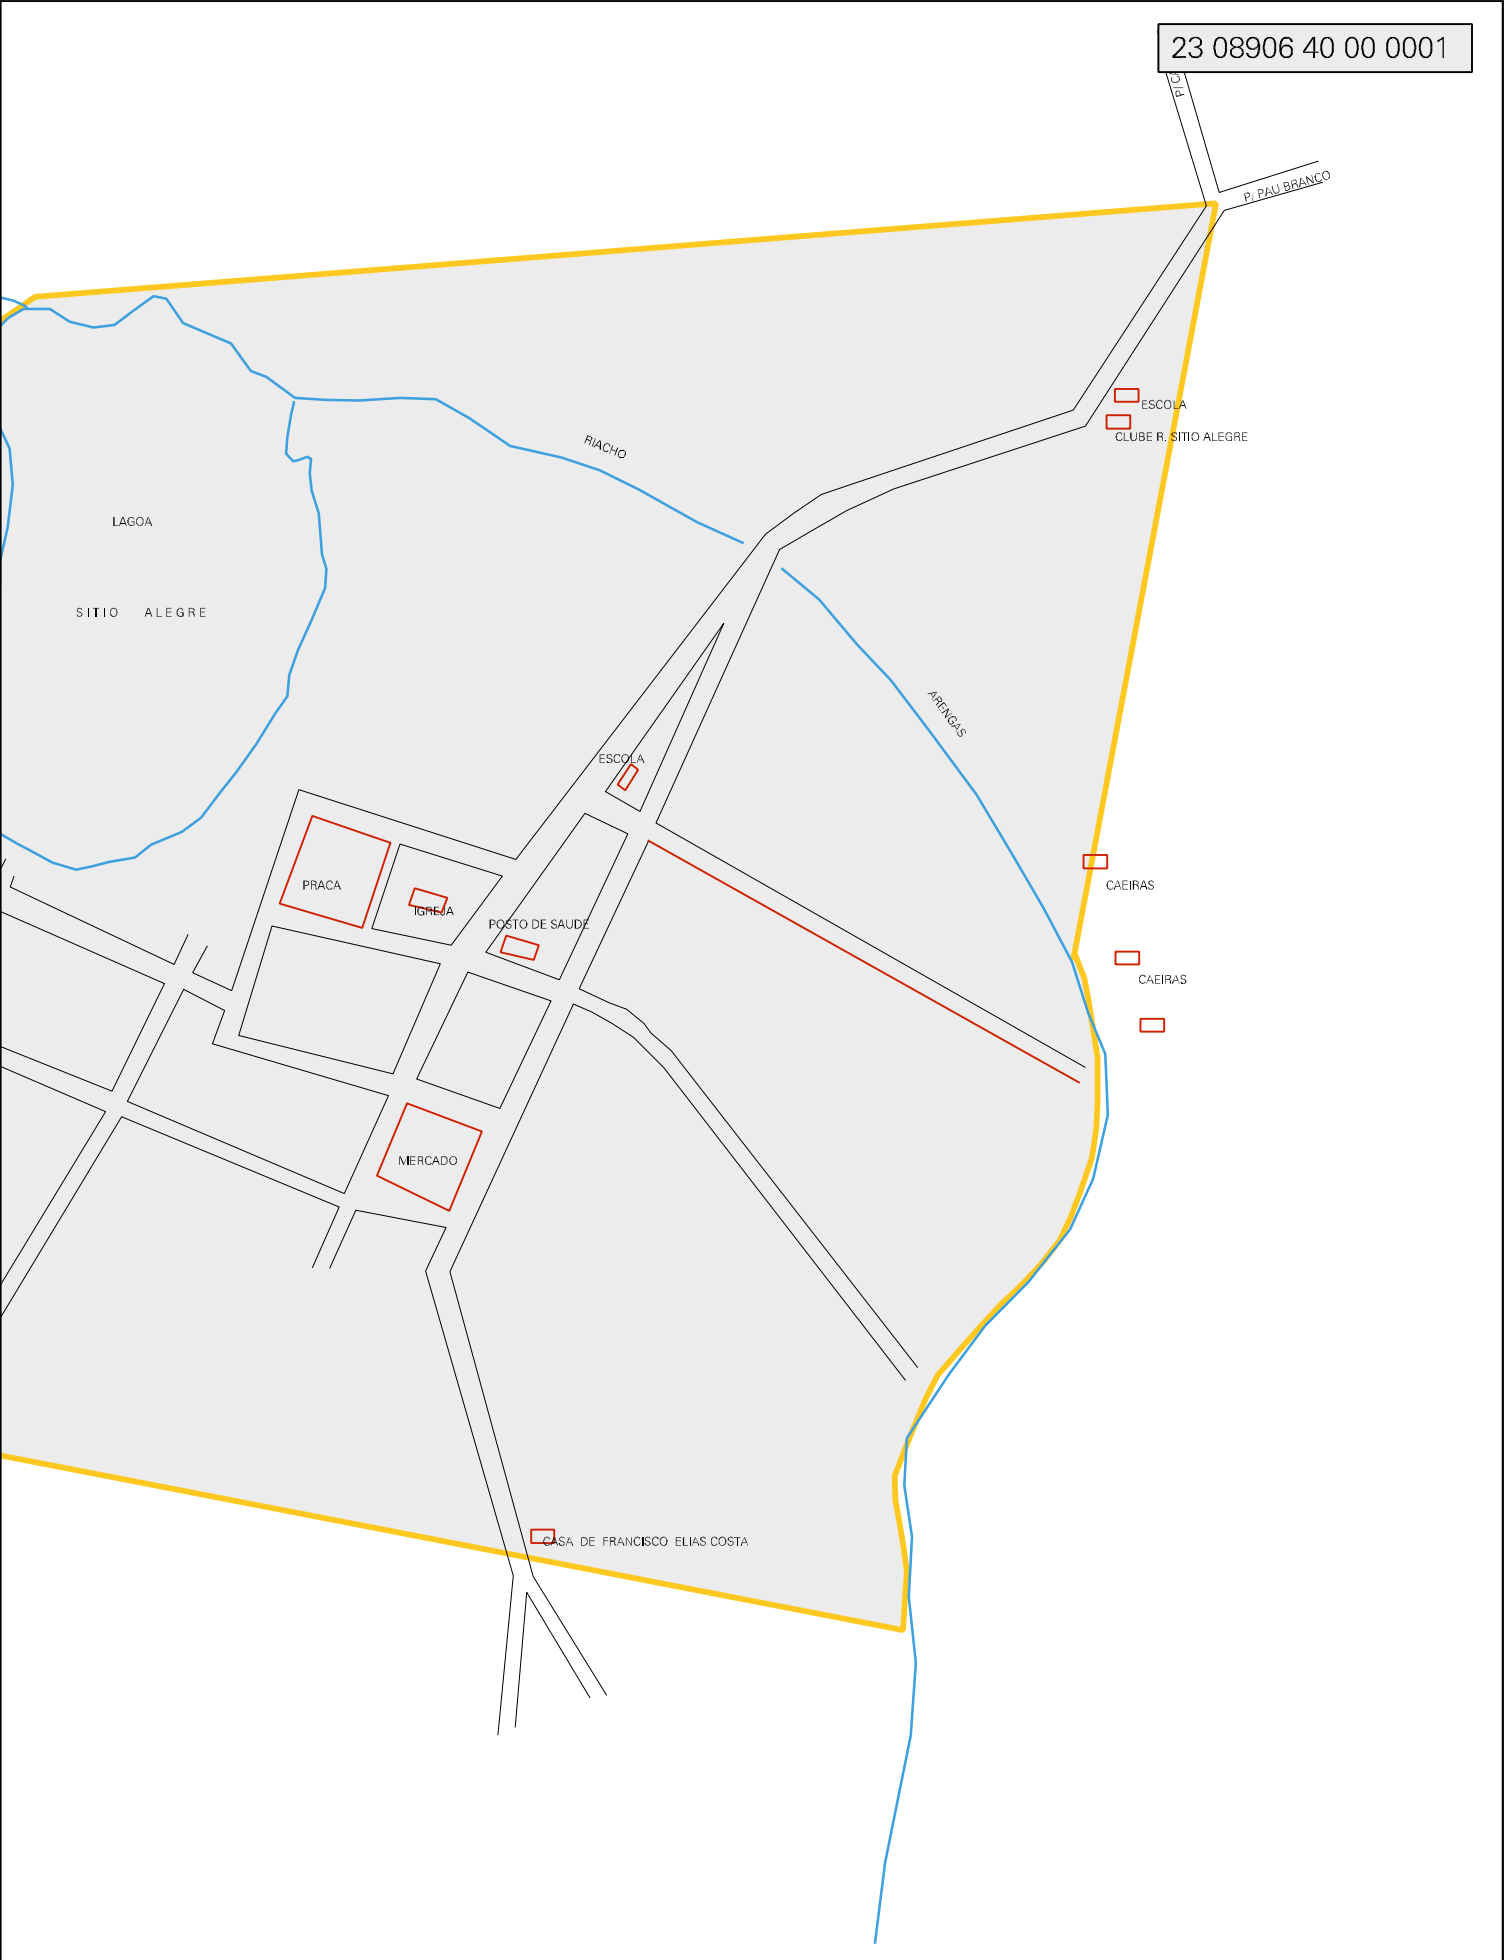 23 08906 40 00 0001
P/ PAU BRANCO
ESCOLA
CLUBE R. SITIO ALEGRE
RIACHO
LAGOA
SITIO ALEGRE
ARENGAS
ESCOLA
PRACA
IGREJA
POSTO DE SAUDE
CAEIRAS
CAEIRAS
MERCADO
CASA DE FRANCISCO ELIAS COSTA